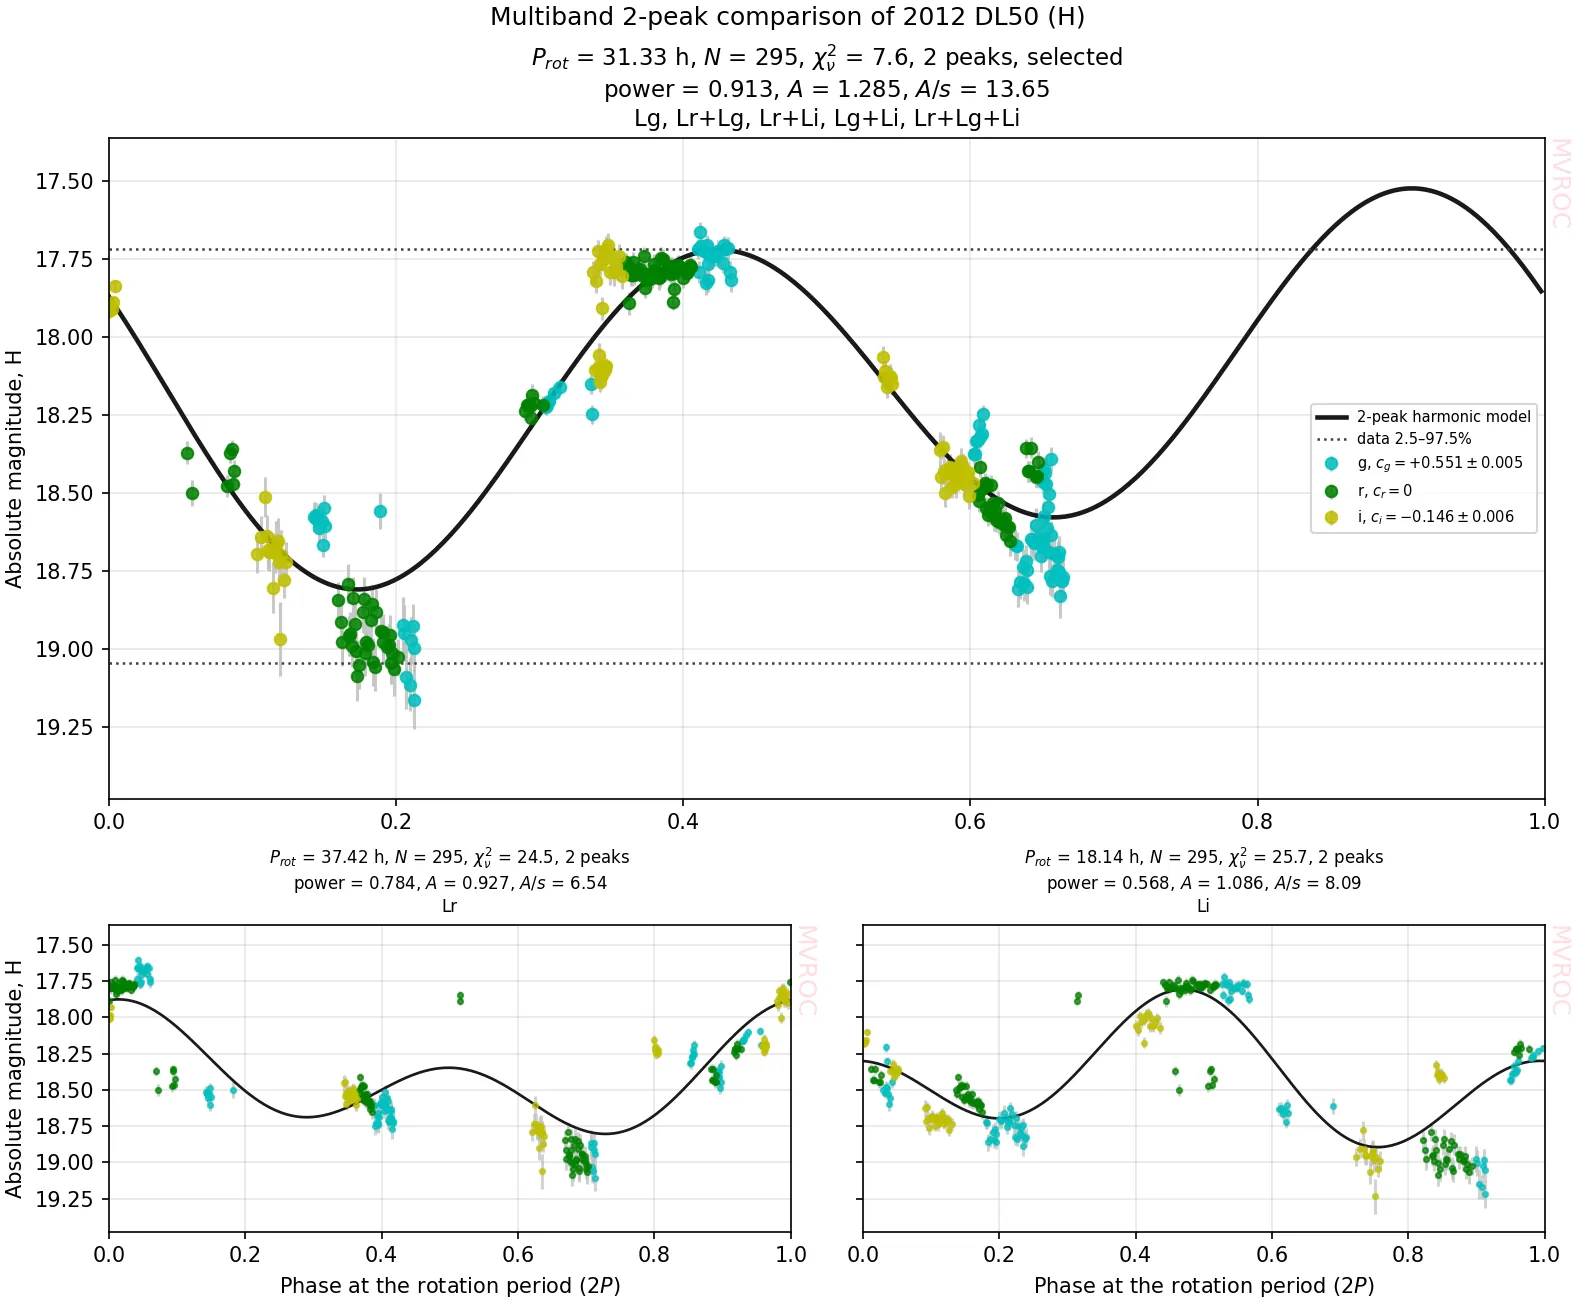 Multiband 2-peak comparison of 2012 DL50 (H)
P_rot = 31.33 h, N = 295, χ²_ν = 7.6, 2 peaks, selected
power = 0.913, A = 1.285, A/s = 13.65
Lg, Lr+Lg, Lr+Li, Lg+Li, Lr+Lg+Li
MVROC
17.50
17.75
18.00
18.25
18.50
18.75
19.00
19.25
Absolute magnitude, H
2-peak harmonic model
data 2.5–97.5%
g, c_g = +0.551 ± 0.005
r, c_r = 0
i, c_i = −0.146 ± 0.006
0.0 0.2 0.4 0.6 0.8 1.0
P_rot = 37.42 h, N = 295, χ²_ν = 24.5, 2 peaks
power = 0.784, A = 0.927, A/s = 6.54
Lr
MVROC
17.50
17.75
18.00
18.25
18.50
18.75
19.00
19.25
Absolute magnitude, H
0.0 0.2 0.4 0.6 0.8 1.0
Phase at the rotation period (2P)
P_rot = 18.14 h, N = 295, χ²_ν = 25.7, 2 peaks
power = 0.568, A = 1.086, A/s = 8.09
Li
MVROC
0.0 0.2 0.4 0.6 0.8 1.0
Phase at the rotation period (2P)